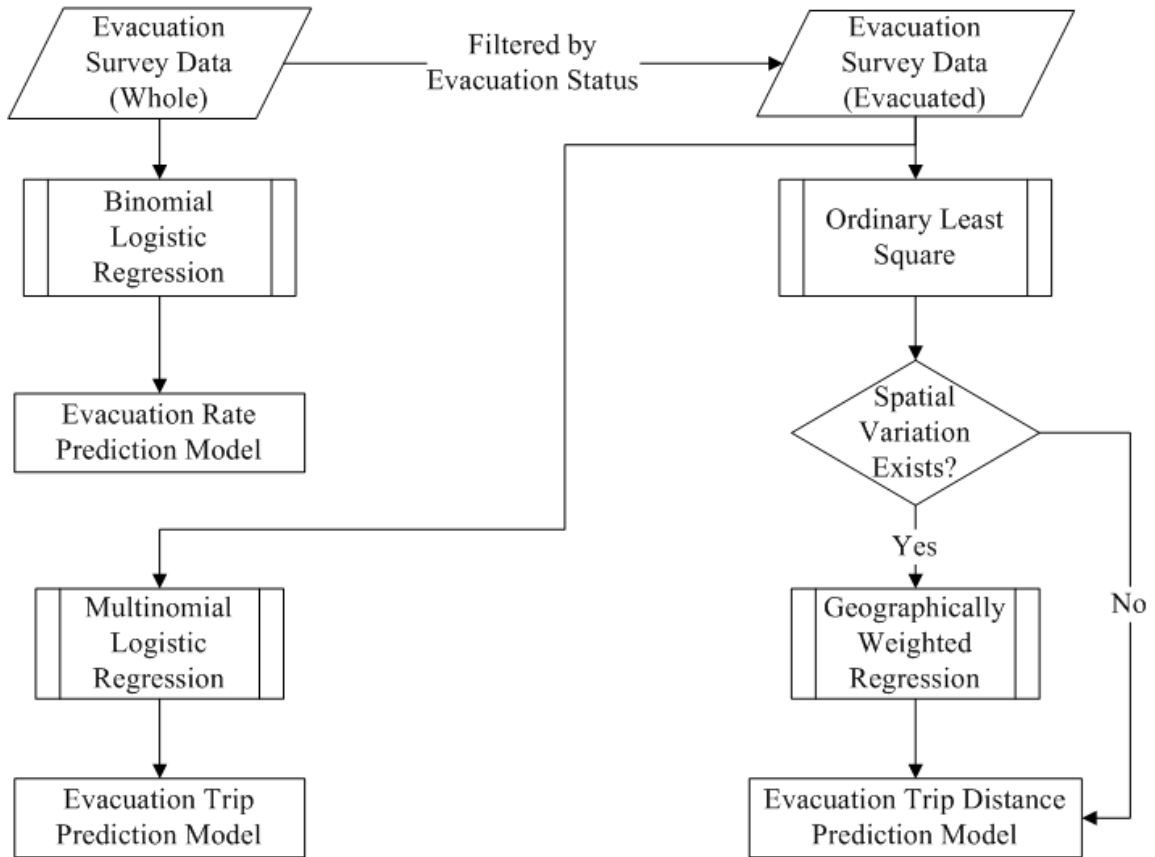 Evacuation
Survey Data
(Whole)
Filtered by
Evacuation Status
Evacuation
Survey Data
(Evacuated)
Binomial
Logistic
Regression
Ordinary Least
Square
Evacuation Rate
Prediction Model
Spatial
Variation
Exists?
Yes
No
Multinomial
Logistic
Regression
Geographically
Weighted
Regression
Evacuation Trip
Prediction Model
Evacuation Trip Distance
Prediction Model